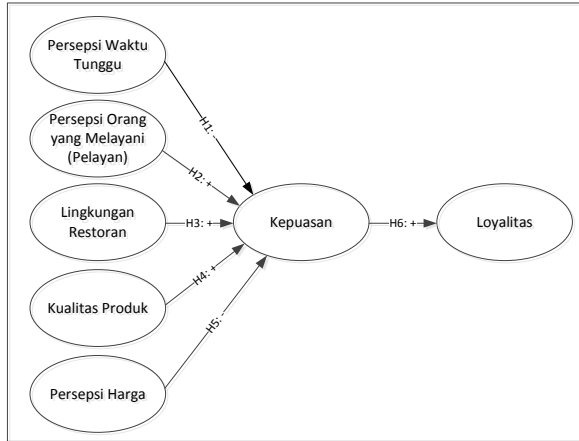 Persepsi Waktu
Tunggu
H1: -
Persepsi Orang
yang Melayani
(Pelayan)
H2: +
Lingkungan
Restoran
H3: +
Kepuasan
H6: +
Loyalitas
Kualitas Produk
H4: +
Persepsi Harga
H5: -